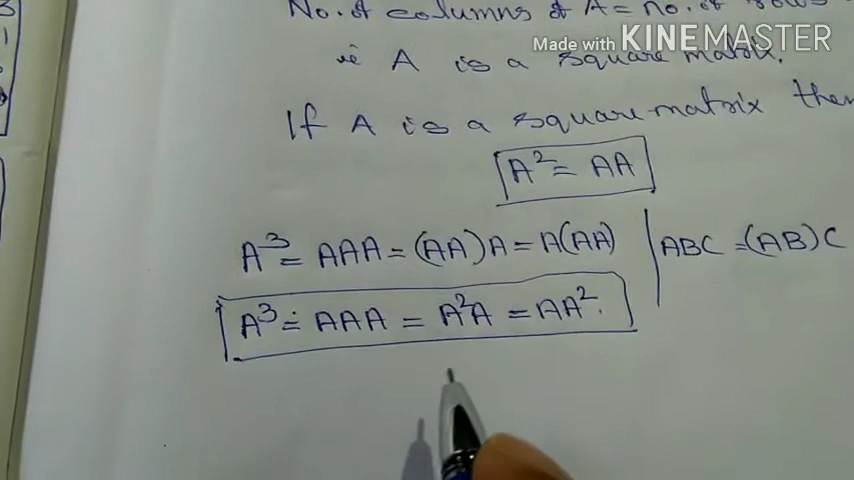 No. of columns of A = no. of rows
Made with KINEMASTER
ie A is a square matrix.
If A is a square matrix then
A² = AA
A³ = AAA = (AA)A = A(AA) | ABC = (AB)C
A³ = AAA = A²A = AA².